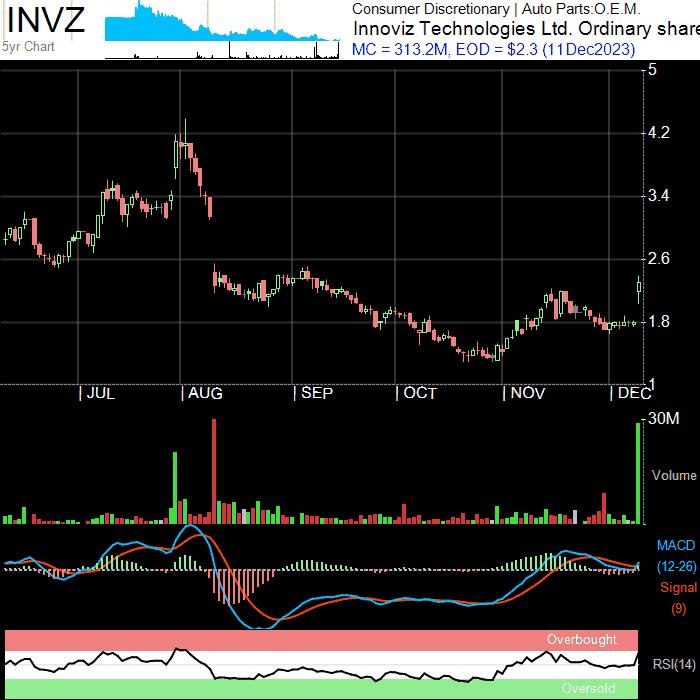 INVZ
5yr Chart
Consumer Discretionary | Auto Parts:O.E.M.
Innoviz Technologies Ltd. Ordinary share
MC = 313.2M, EOD = $2.3 (11Dec2023)
5
4.2
3.4
2.6
1.8
1
| JUL | AUG | SEP | OCT | NOV | DEC
30M
Volume
MACD
(12-26)
Signal
(9)
Overbought
RSI(14)
Oversold